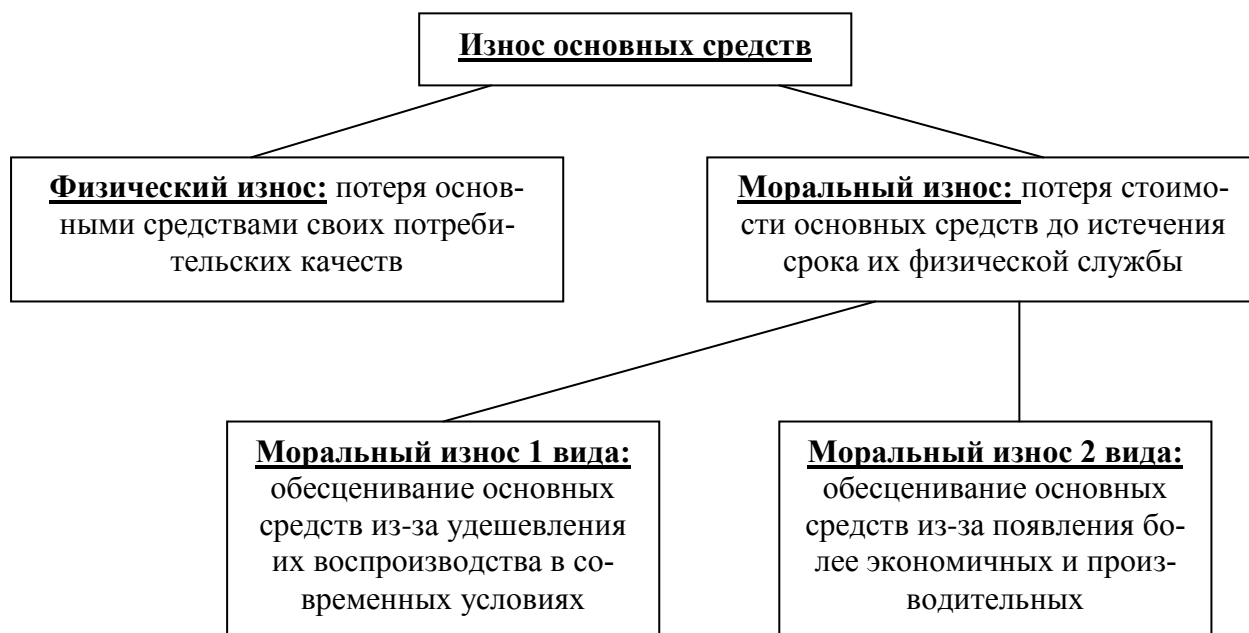 Износ основных средств
Физический износ: потеря основ-
ными средствами своих потреби-
тельских качеств
Моральный износ: потеря стоимо-
сти основных средств до истечения
срока их физической службы
Моральный износ 1 вида:
обесценивание основных
средств из-за удешевления
их воспроизводства в со-
временных условиях
Моральный износ 2 вида:
обесценивание основных
средств из-за появления бо-
лее экономичных и произ-
водительных